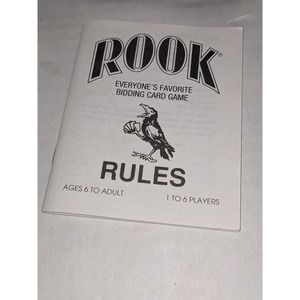 ROOK®
EVERYONE'S FAVORITE
BIDDING CARD GAME
RULES
AGES 6 TO ADULT 1 TO 6 PLAYERS